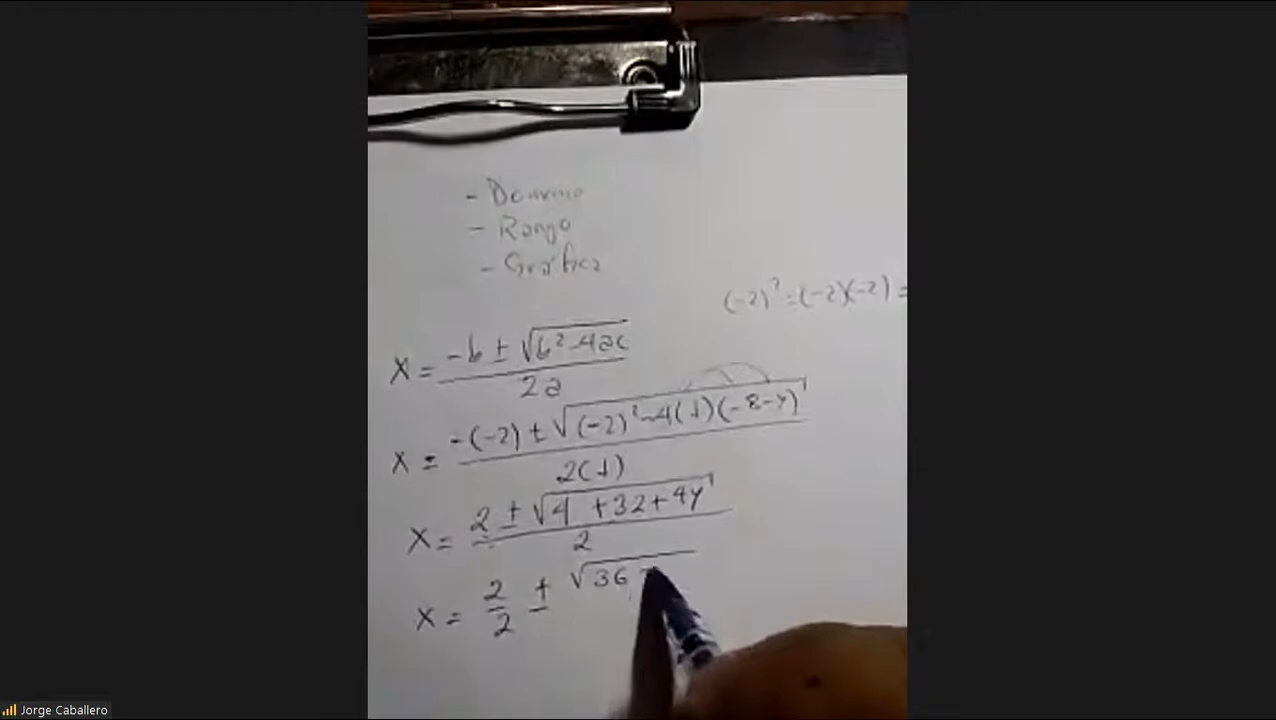 - Dominio
- Rango
- Gráfica
(-2)² = (-2)(-2) =
x = -b ± √b² - 4ac / 2a
x = -(-2) ± √(-2)² - 4(1)(-8-y) / 2(1)
x = 2 ± √4 + 32 + 4y / 2
x = 2/2 ± √36
Jorge Caballero